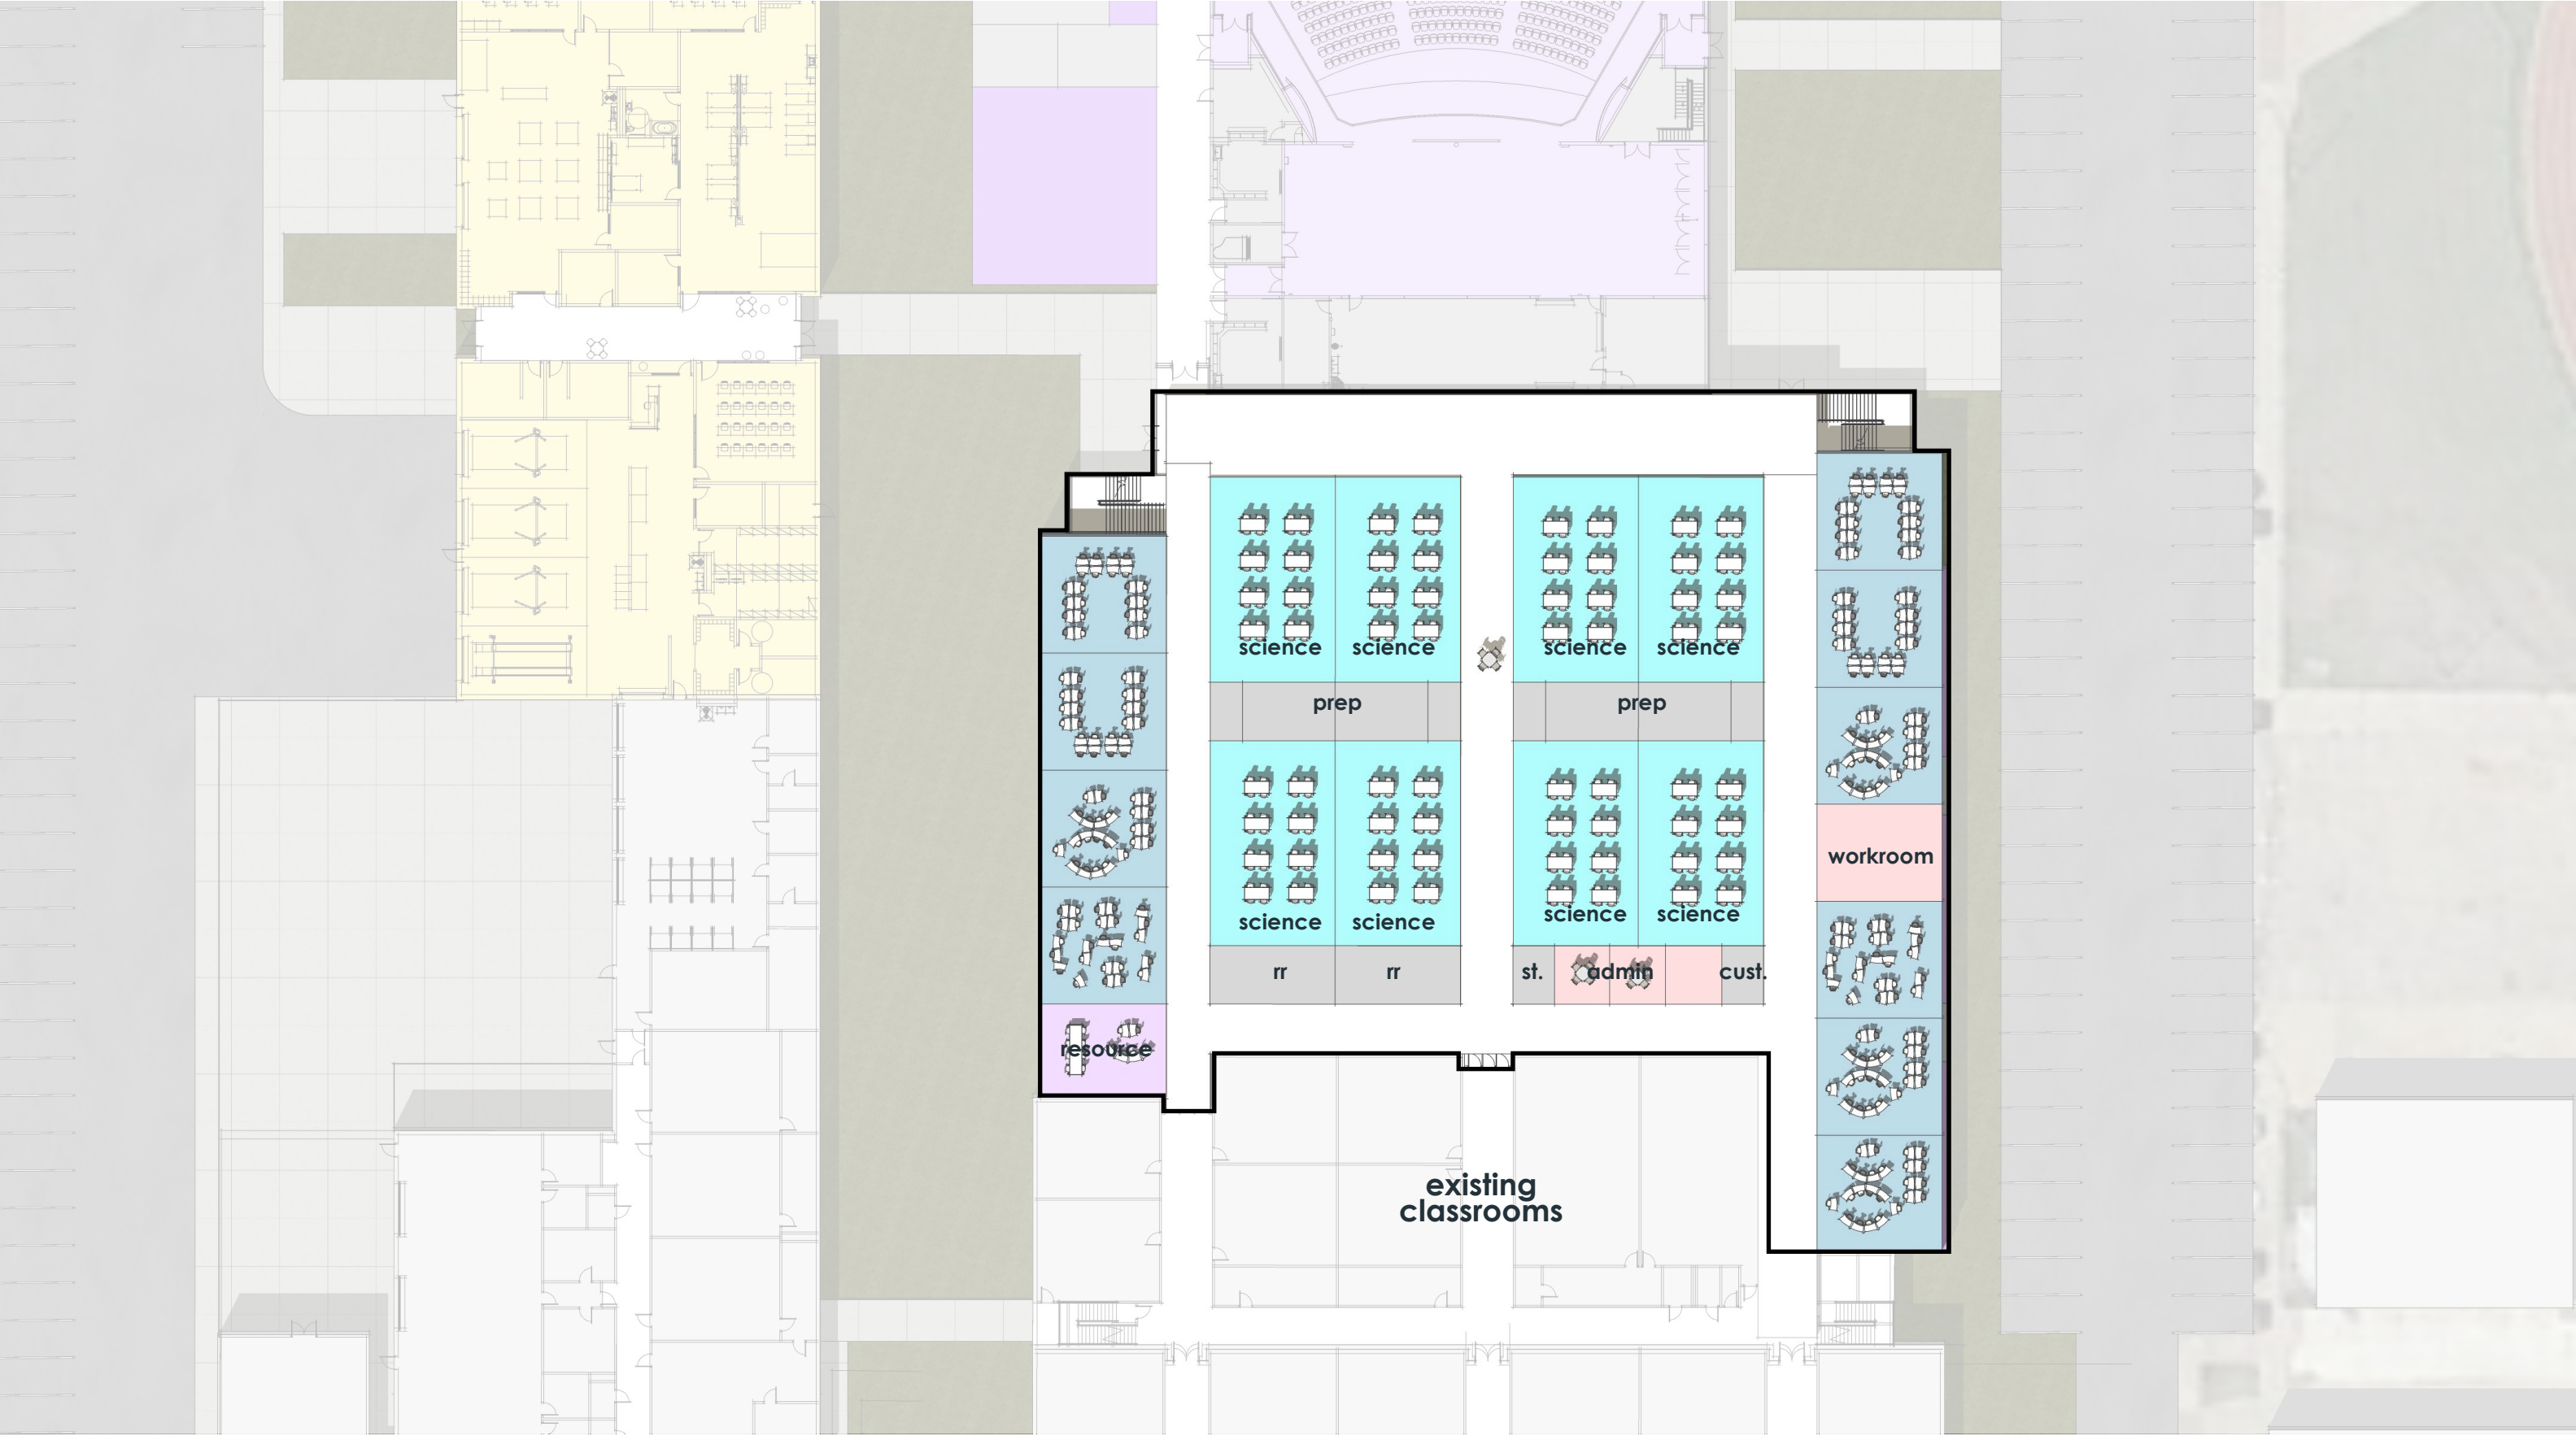 science science science science
prep prep
workroom
science science science science
rr rr st. admin cust.
resource
existing
classrooms